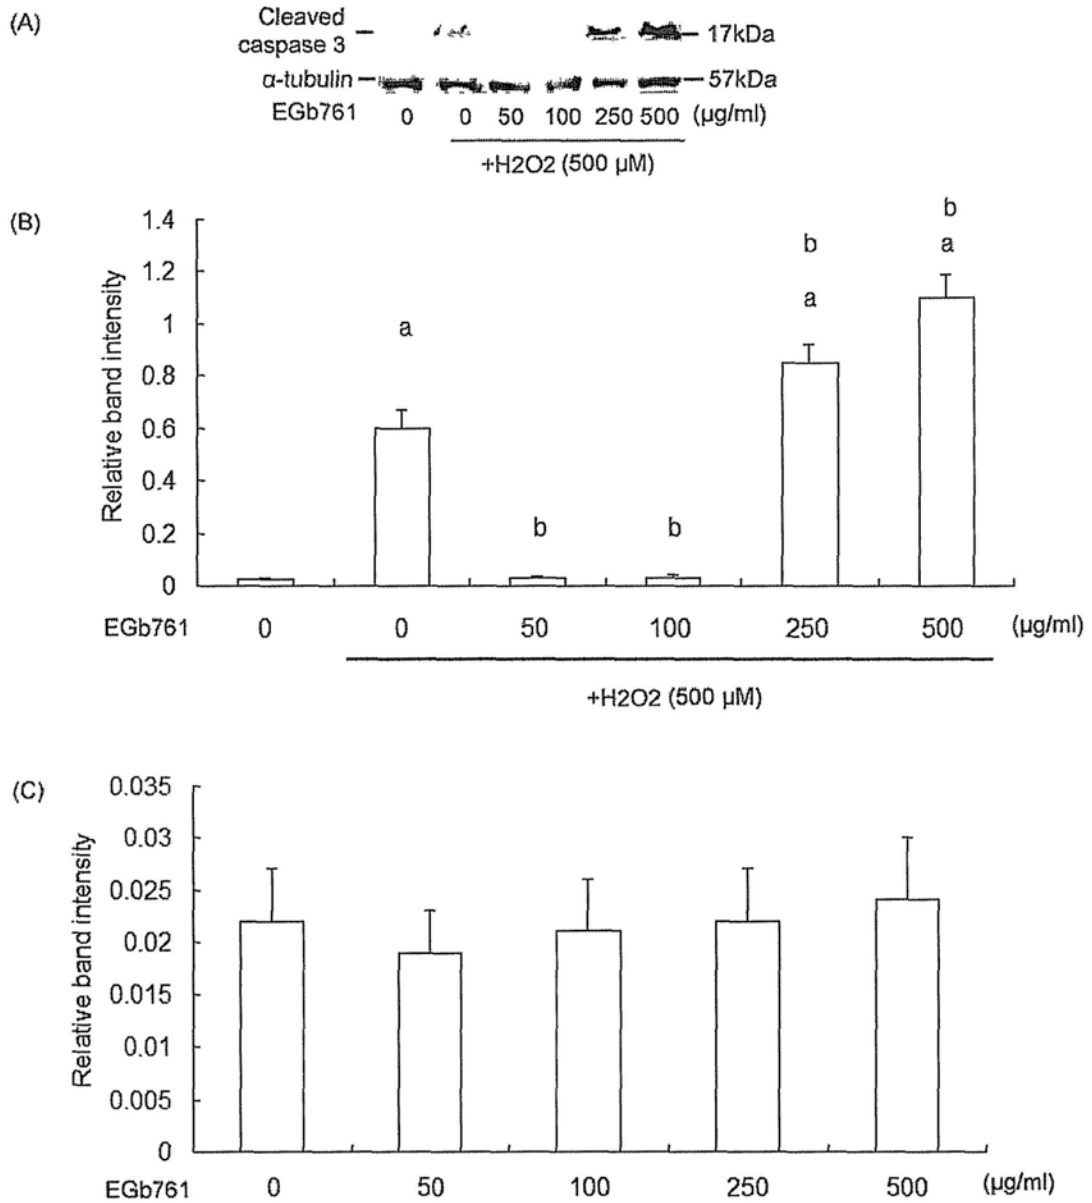 (A)
Cleaved
caspase 3
17kDa
α-tubulin
57kDa
EGb761 0 0 50 100 250 500 (µg/ml)
+H2O2 (500 µM)
(B)
Relative band intensity
1.4
1.2
1
0.8
0.6
0.4
0.2
0
a
b
b
b
a
b
a
EGb761 0 0 50 100 250 500 (µg/ml)
+H2O2 (500 µM)
(C)
Relative band intensity
0.035
0.03
0.025
0.02
0.015
0.01
0.005
0
EGb761 0 50 100 250 500 (µg/ml)